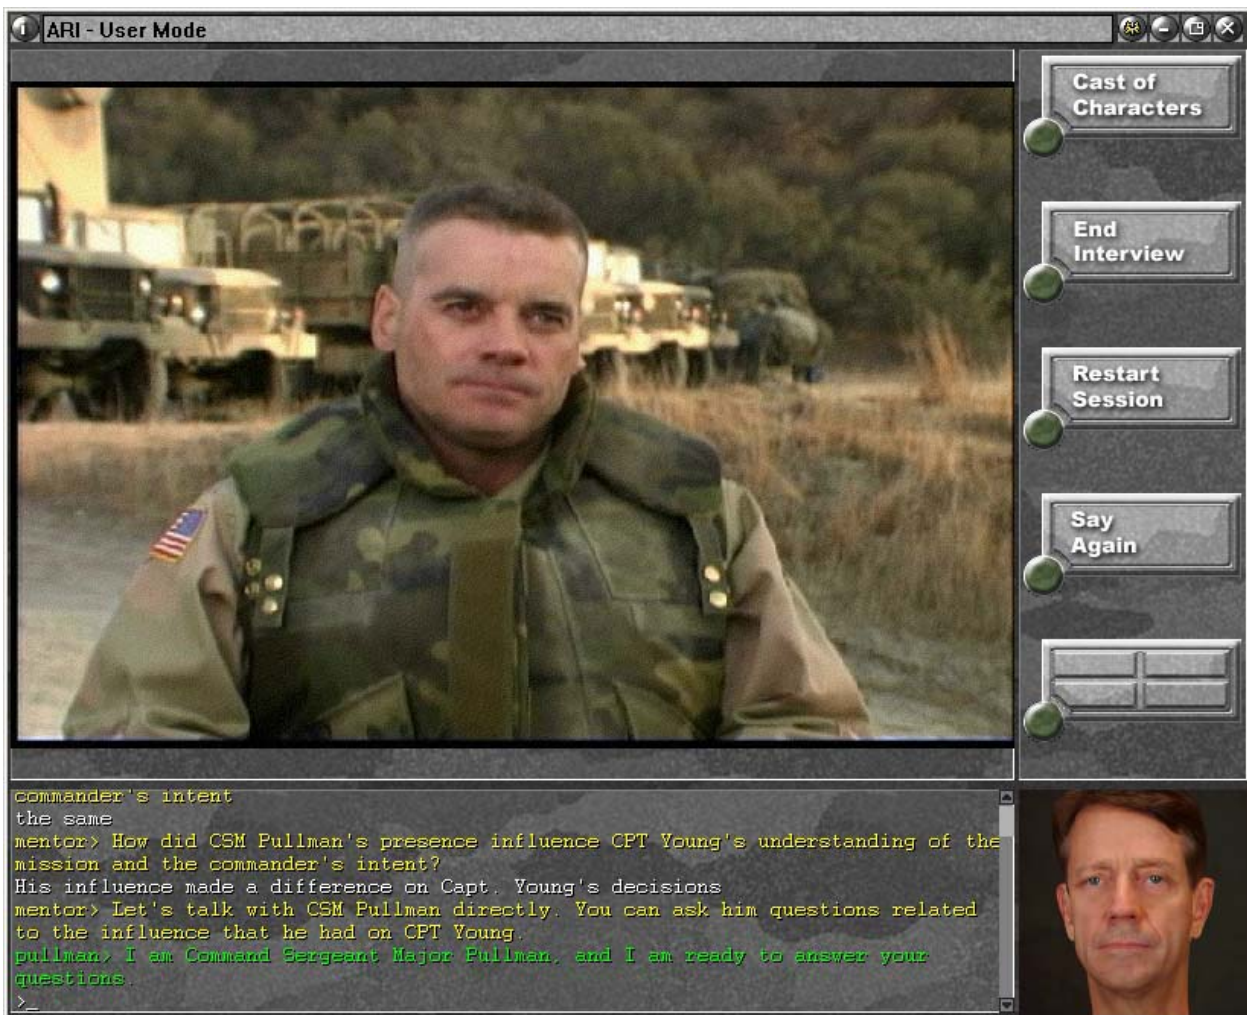 ARI - User Mode
Cast of
Characters
End
Interview
Restart
Session
Say
Again
commander's intent
the same
mentor> How did CSM Pullman's presence influence CPT Young's understanding of the
mission and the commander's intent?
His influence made a difference on Capt. Young's decisions
mentor> Let's talk with CSM Pullman directly. You can ask him questions related
to the influence that he had on CPT Young.
pullman> I am Command Sergeant Major Pullman, and I am ready to answer your
questions.
>_